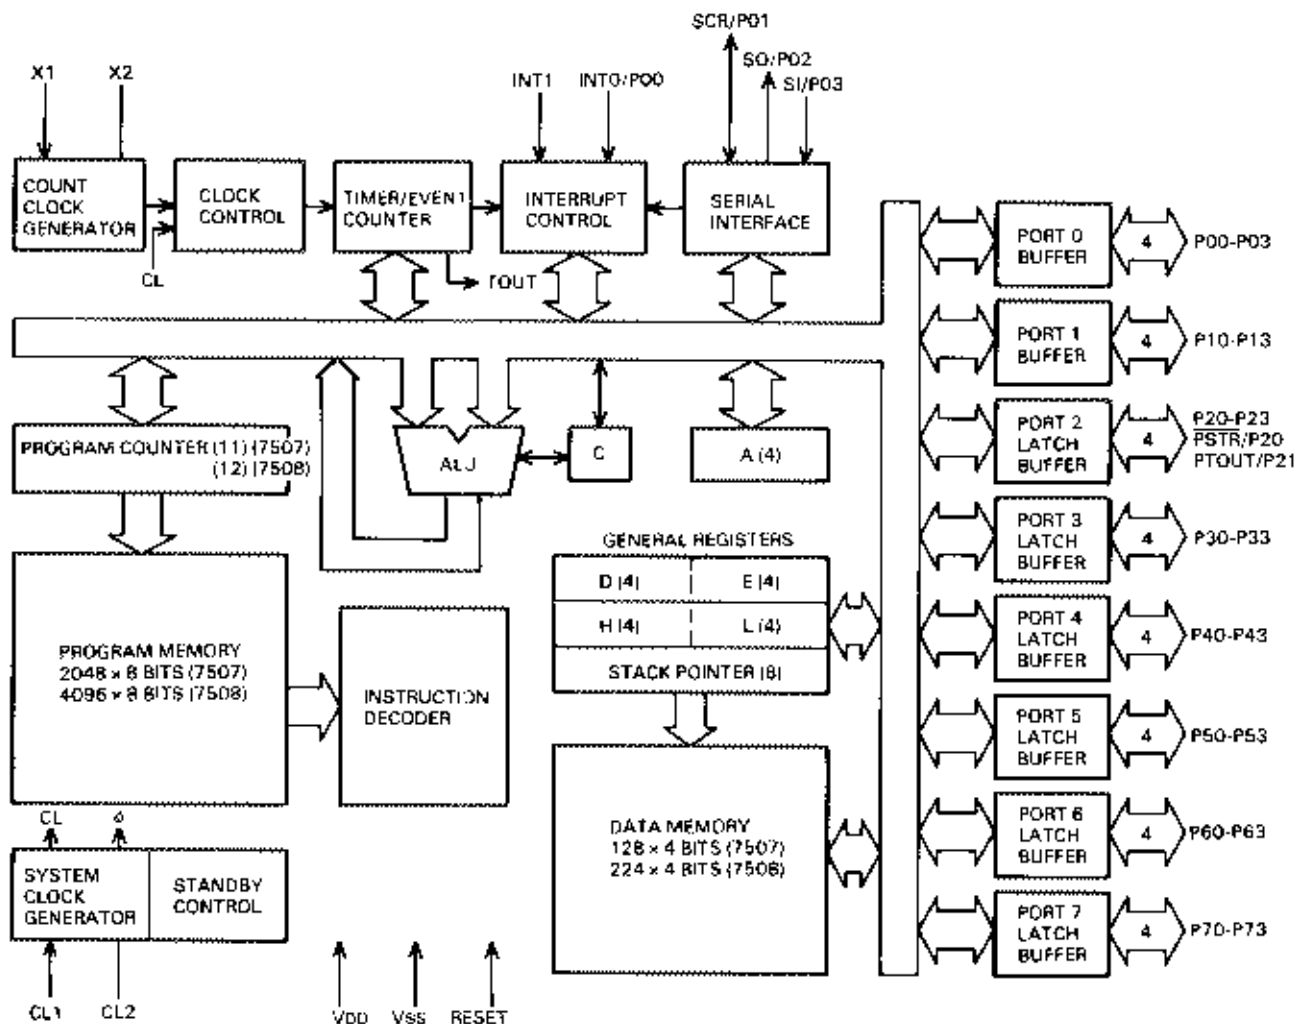 SCR/P01
SO/P02
SI/P03
X1
X2
INT1
INT0/P00
COUNT
CLOCK
GENERATOR
CLOCK
CONTROL
TIMER/EVENT
COUNTER
INTERRUPT
CONTROL
SERIAL
INTERFACE
CL
TOUT
PORT 0
BUFFER
4
P00-P03
PORT 1
BUFFER
4
P10-P13
PROGRAM COUNTER (11) (7507)
(12) (7508)
ALU
C
A (4)
PORT 2
LATCH
BUFFER
4
P20-P23
PSTR/P20
PTOUT/P21
PORT 3
LATCH
BUFFER
4
P30-P33
GENERAL REGISTERS
D (4)
E (4)
H (4)
L (4)
STACK POINTER (8)
PORT 4
LATCH
BUFFER
4
P40-P43
PROGRAM MEMORY
2048 × 8 BITS (7507)
4096 × 8 BITS (7508)
INSTRUCTION
DECODER
PORT 5
LATCH
BUFFER
4
P50-P53
DATA MEMORY
128 × 4 BITS (7507)
224 × 4 BITS (7508)
PORT 6
LATCH
BUFFER
4
P60-P63
CL
SYSTEM
CLOCK
GENERATOR
STANDBY
CONTROL
PORT 7
LATCH
BUFFER
4
P70-P73
CL1
CL2
VDD
VSS
RESET